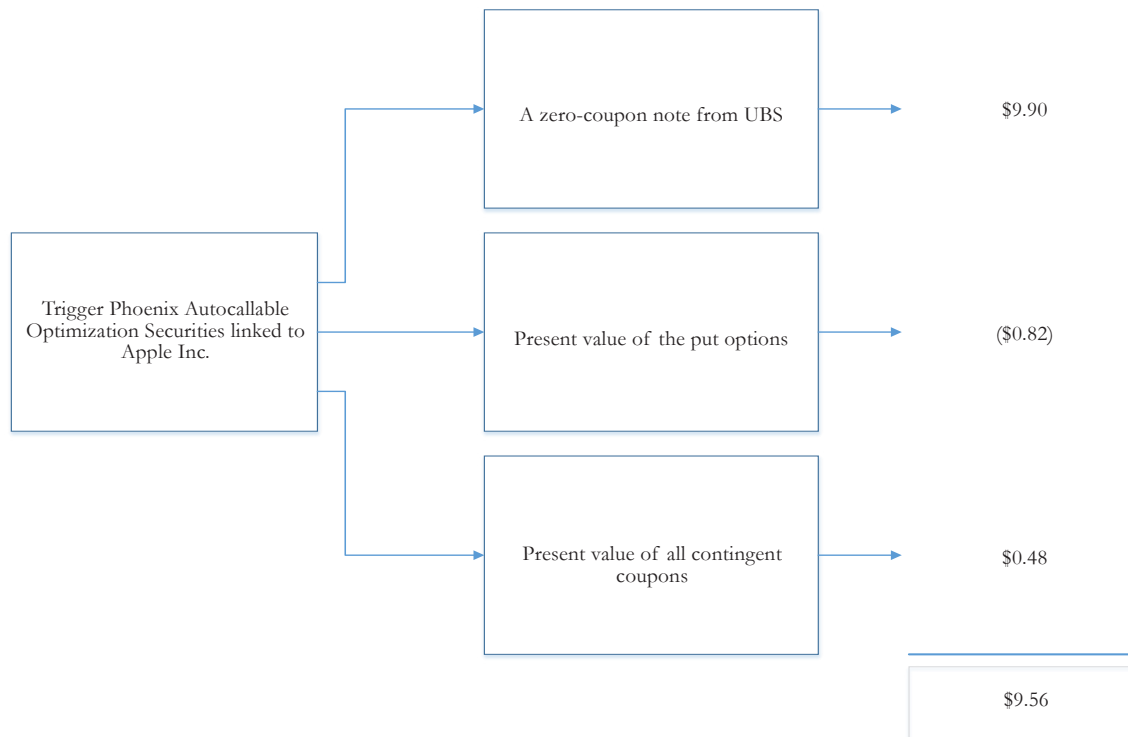 A zero-coupon note from UBS
$9.90
Trigger Phoenix Autocallable
Optimization Securities linked to
Apple Inc.
Present value of the put options
($0.82)
Present value of all contingent
coupons
$0.48
$9.56